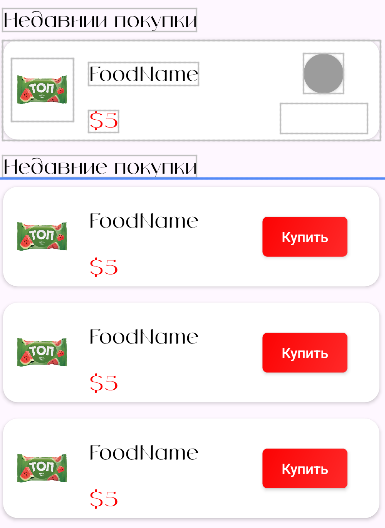 Недавнии покупки
ТОП
FoodName
$5
Недавние покупки
ТОП
FoodName
$5
Купить
ТОП
FoodName
$5
Купить
ТОП
FoodName
$5
Купить